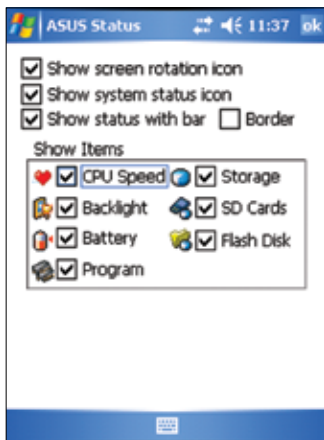 ASUS Status 11:37 ok
Show screen rotation icon
Show system status icon
Show status with bar Border
Show Items
CPU Speed Storage
Backlight SD Cards
Battery Flash Disk
Program